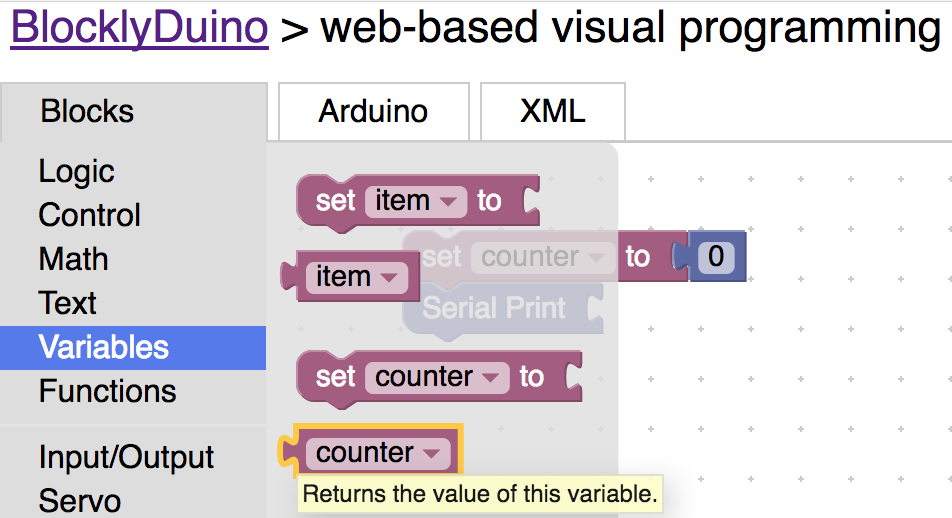 BlocklyDuino > web-based visual programming
Blocks
Arduino
XML
Logic
Control
Math
Text
Variables
Functions
Input/Output
Servo
set item to
set counter to 0
item
Serial Print
set counter to
counter
Returns the value of this variable.